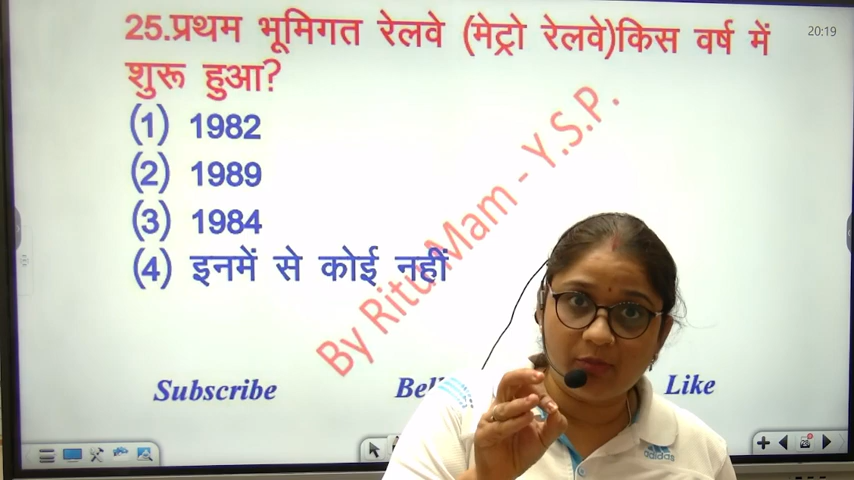 20:19
25.प्रथम भूमिगत रेलवे (मेट्रो रेलवे)किस वर्ष में
शुरू हुआ?
(1) 1982
(2) 1989
(3) 1984
(4) इनमें से कोई नहीं
By Ritu Mam - Y.S.P.
Subscribe
Like
adidas